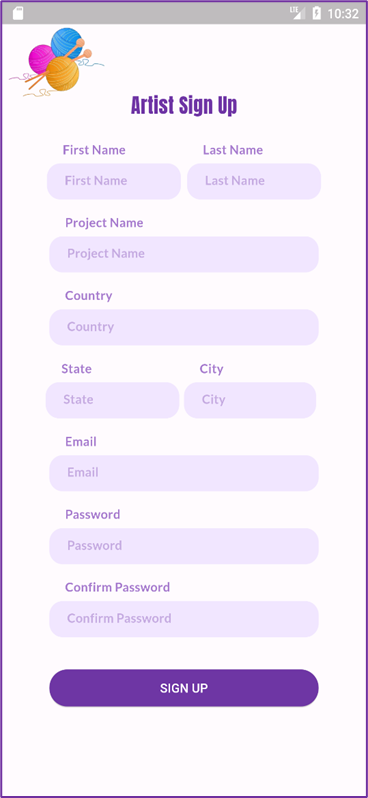 LTE 10:32
Artist Sign Up
First Name Last Name
First Name Last Name
Project Name
Project Name
Country
Country
State City
State City
Email
Email
Password
Password
Confirm Password
Confirm Password
SIGN UP